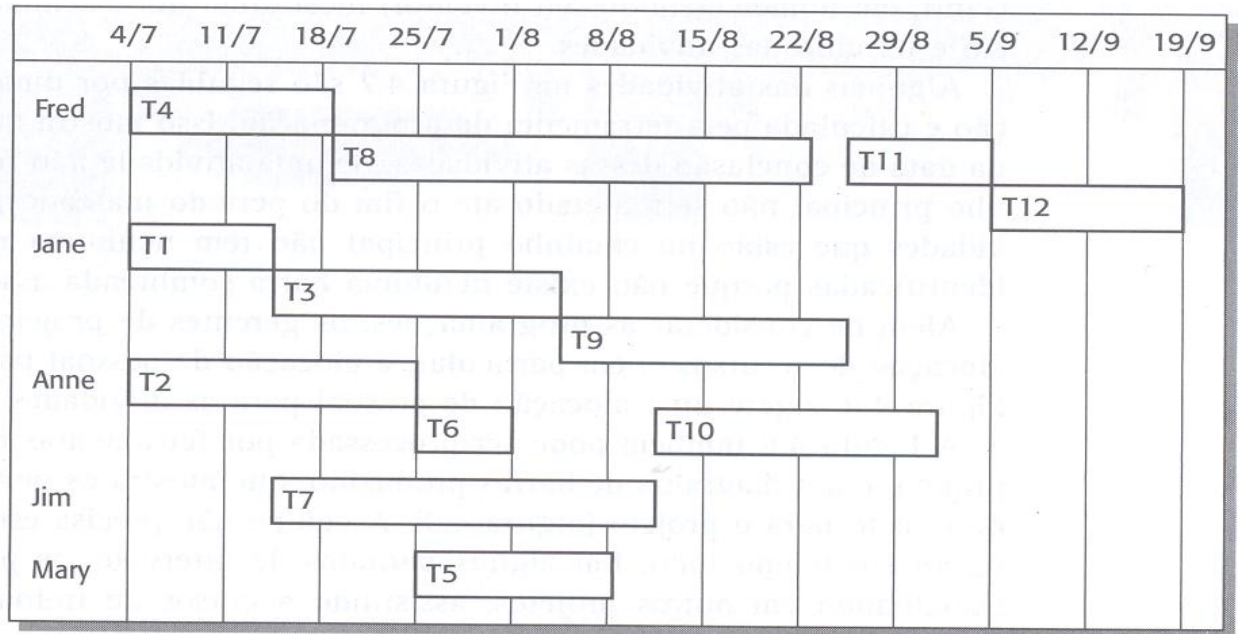 4/7 11/7 18/7 25/7 1/8 8/8 15/8 22/8 29/8 5/9 12/9 19/9
Fred T4
T8 T1
T12
Jane T1
T3
T9
Anne T2
T6 T10
Jim T7
Mary T5